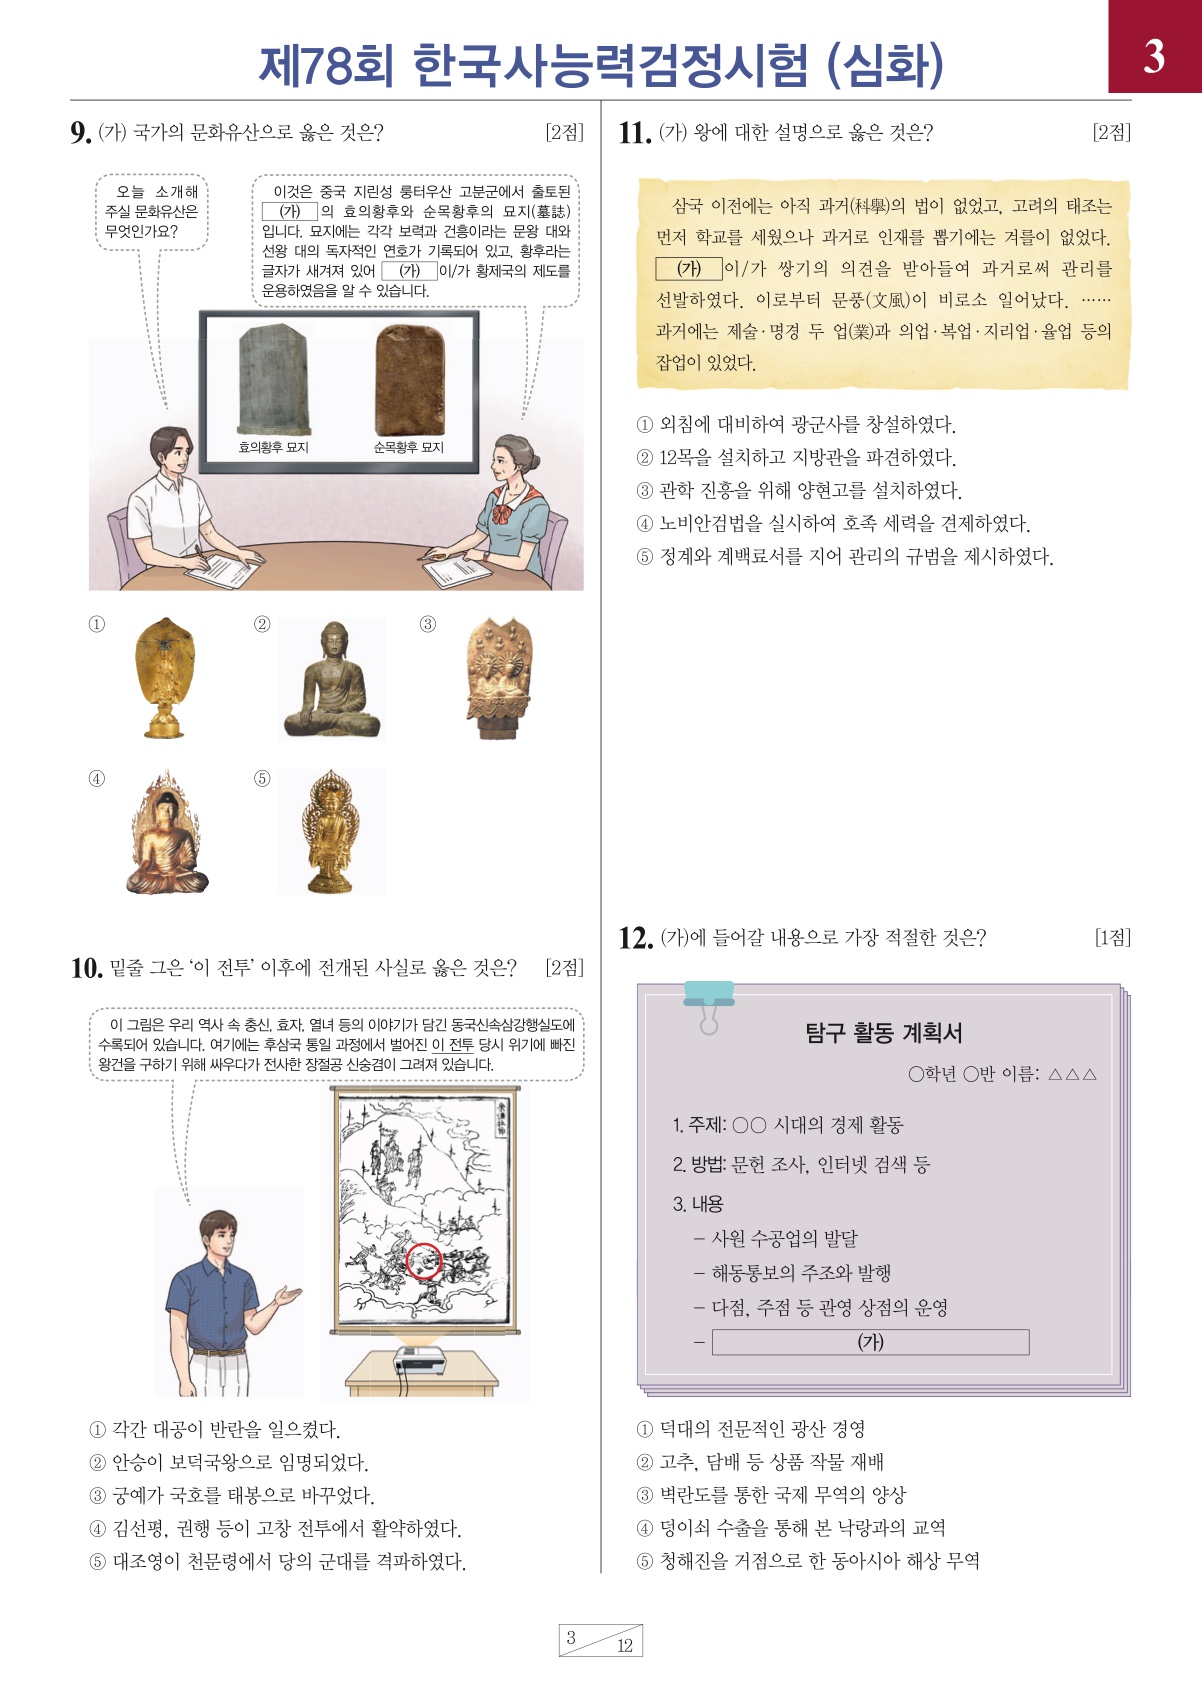 제78회 한국사능력검정시험 (심화)
3
9. (가) 국가의 문화유산으로 옳은 것은? [2점]
오늘 소개해
주실 문화유산은
무엇인가요?
이것은 중국 지린성 룽터우산 고분군에서 출토된
(가) 의 효의황후와 순목황후의 묘지(墓誌)
입니다. 묘지에는 각각 보력과 건흥이라는 문왕 대와
선왕 대의 독자적인 연호가 기록되어 있고, 황후라는
글자가 새겨져 있어 (가) 이/가 황제국의 제도를
운용하였음을 알 수 있습니다.
효의황후 묘지
순목황후 묘지
①
②
③
④
⑤
10. 밑줄 그은 ‘이 전투’ 이후에 전개된 사실로 옳은 것은? [2점]
이 그림은 우리 역사 속 충신, 효자, 열녀 등의 이야기가 담긴 동국신속삼강행실도에
수록되어 있습니다. 여기에는 후삼국 통일 과정에서 벌어진 이 전투 당시 위기에 빠진
왕건을 구하기 위해 싸우다가 전사한 장절공 신숭겸이 그려져 있습니다.
① 각간 대공이 반란을 일으켰다.
② 안승이 보덕국왕으로 임명되었다.
③ 궁예가 국호를 태봉으로 바꾸었다.
④ 김선평, 권행 등이 고창 전투에서 활약하였다.
⑤ 대조영이 천문령에서 당의 군대를 격파하였다.
11. (가) 왕에 대한 설명으로 옳은 것은? [2점]
삼국 이전에는 아직 과거(科擧)의 법이 없었고, 고려의 태조는
먼저 학교를 세웠으나 과거로 인재를 뽑기에는 겨를이 없었다.
(가) 이/가 쌍기의 의견을 받아들여 과거로써 관리를
선발하였다. 이로부터 문풍(文風)이 비로소 일어났다. ……
과거에는 제술·명경 두 업(業)과 의업·복업·지리업·율업 등의
잡업이 있었다.
① 외침에 대비하여 광군사를 창설하였다.
② 12목을 설치하고 지방관을 파견하였다.
③ 관학 진흥을 위해 양현고를 설치하였다.
④ 노비안검법을 실시하여 호족 세력을 견제하였다.
⑤ 정계와 계백료서를 지어 관리의 규범을 제시하였다.
12. (가)에 들어갈 내용으로 가장 적절한 것은? [1점]
탐구 활동 계획서
○학년 ○반 이름: △△△
1. 주제: ○○ 시대의 경제 활동
2. 방법: 문헌 조사, 인터넷 검색 등
3. 내용
- 사원 수공업의 발달
- 해동통보의 주조와 발행
- 다점, 주점 등 관영 상점의 운영
- (가)
① 덕대의 전문적인 광산 경영
② 고추, 담배 등 상품 작물 재배
③ 벽란도를 통한 국제 무역의 양상
④ 덩이쇠 수출을 통해 본 낙랑과의 교역
⑤ 청해진을 거점으로 한 동아시아 해상 무역
3
12